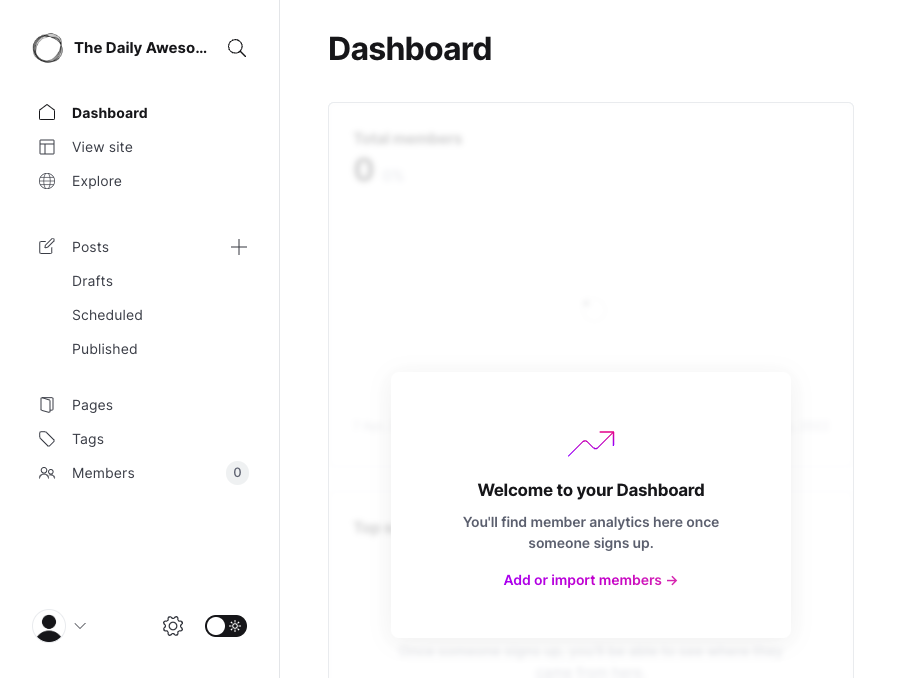 The Daily Aweso...
Dashboard
View site
Explore
Posts
Drafts
Scheduled
Published
Pages
Tags
Members
0
Dashboard
Total members
0
Welcome to your Dashboard
You'll find member analytics here once
someone signs up.
Add or import members →